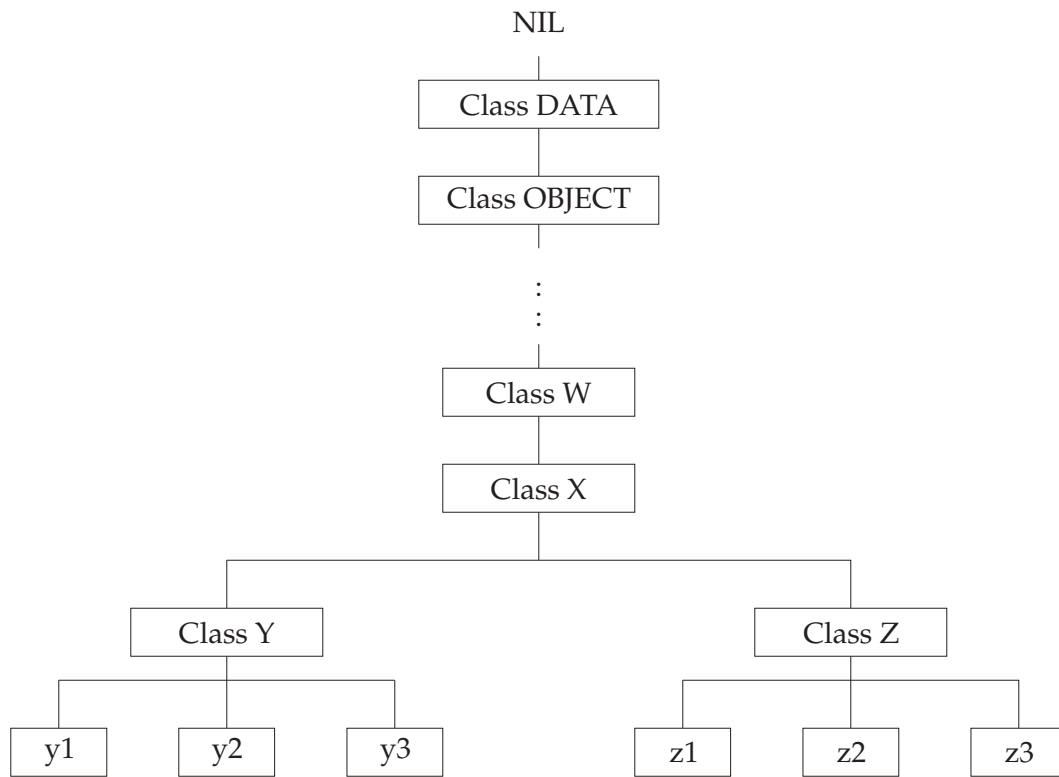 NIL
Class DATA
Class OBJECT
Class W
Class X
Class Y
Class Z
y1
y2
y3
z1
z2
z3